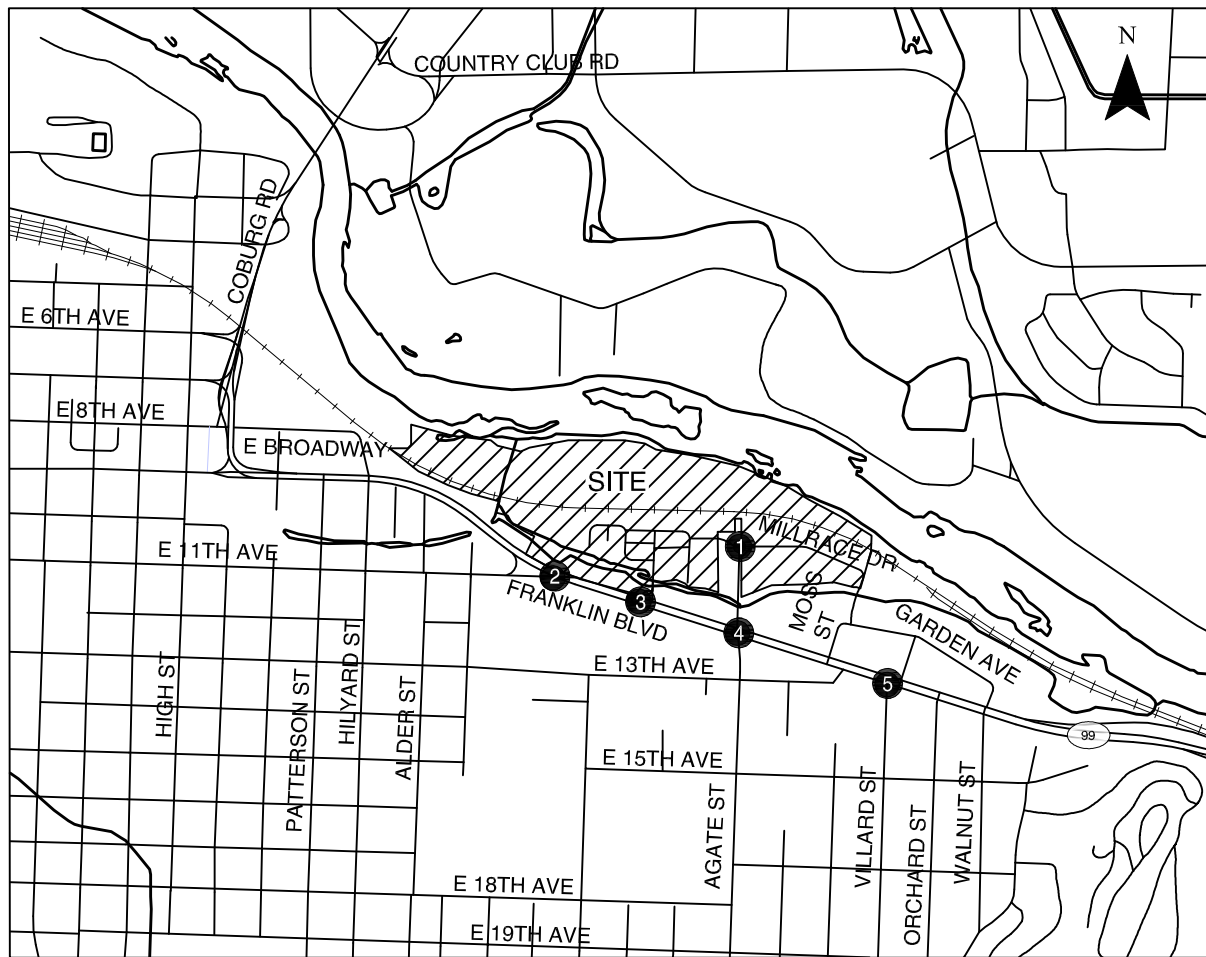 N
COUNTRY CLUB RD
COBURG RD
E 6TH AVE
E 8TH AVE
E BROADWAY
SITE
MILLRACE DR
E 11TH AVE
1
2
3
4
5
FRANKLIN BLVD
MOSS
ST
GARDEN AVE
E 13TH AVE
HIGH ST
PATTERSON ST
HILYARD ST
ALDER ST
99
E 15TH AVE
AGATE ST
VILLARD ST
ORCHARD ST
WALNUT ST
E 18TH AVE
E 19TH AVE